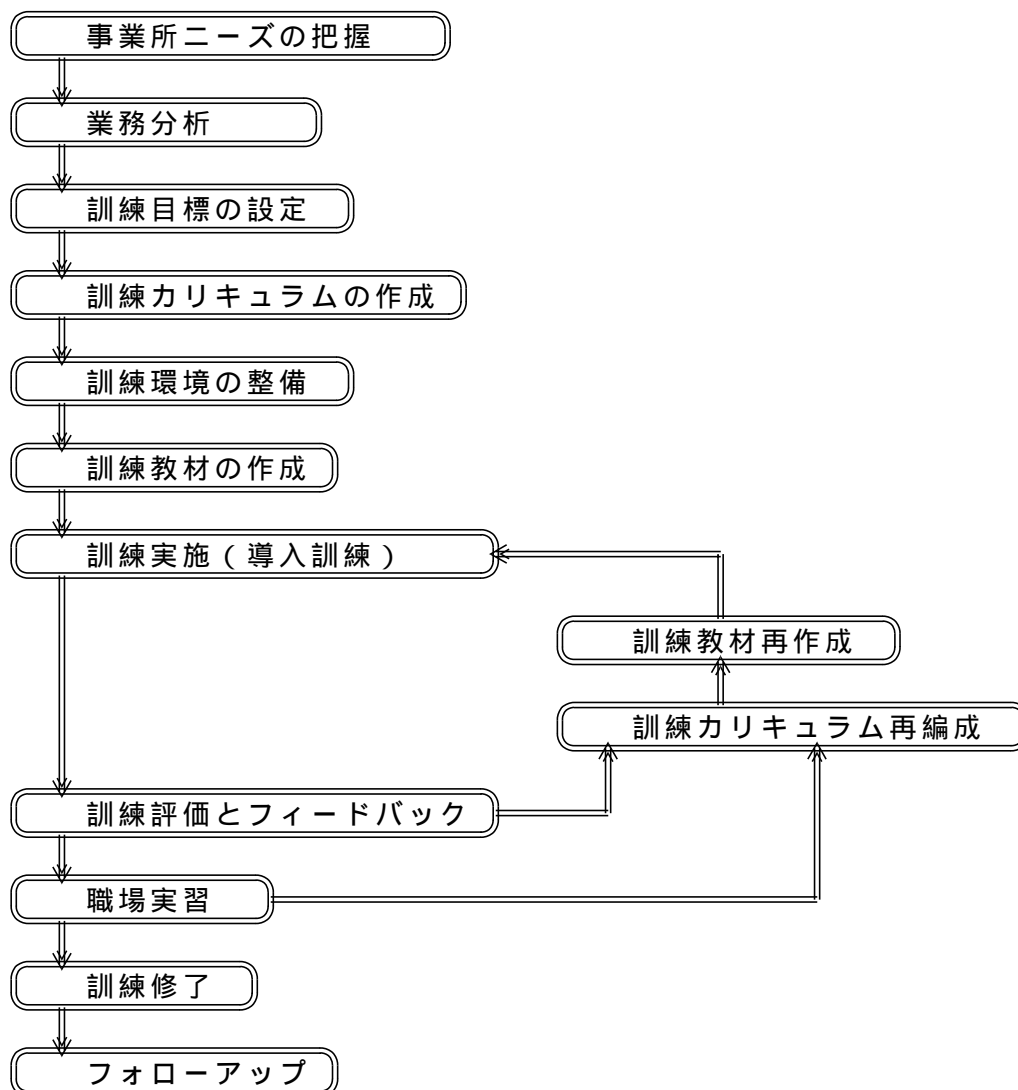 事業所ニーズの把握
業務分析
訓練目標の設定
訓練カリキュラムの作成
訓練環境の整備
訓練教材の作成
訓練実施(導入訓練)
訓練教材再作成
訓練カリキュラム再編成
訓練評価とフィードバック
職場実習
訓練修了
フォローアップ